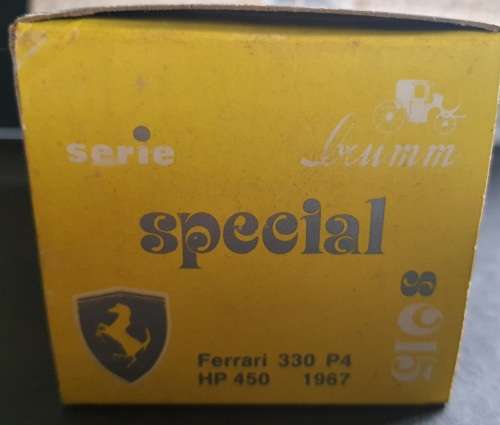 serie
brumm
special
Ferrari 330 P4
HP 450 1967